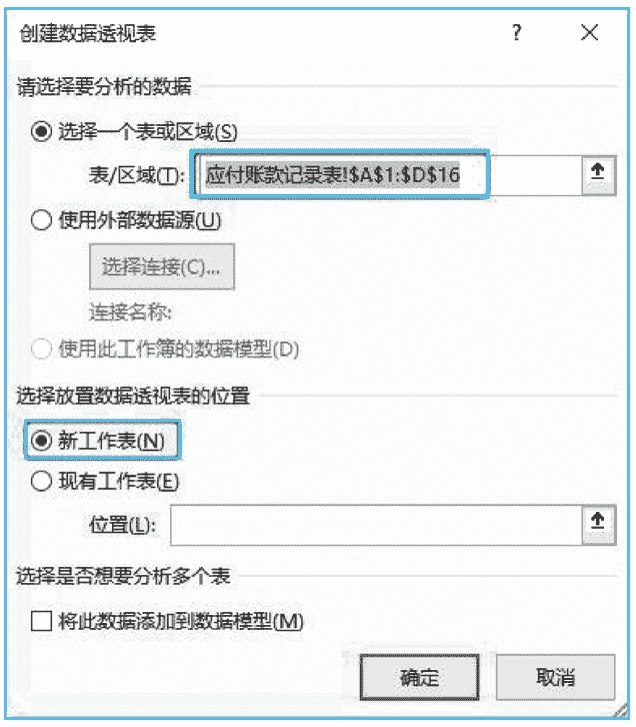 创建数据透视表 ?
请选择要分析的数据
选择一个表或区域(S)
表/区域(T): 应付账款记录表!$A$1:$D$16
使用外部数据源(U)
选择连接(C)...
连接名称:
使用此工作簿的数据模型(D)
选择放置数据透视表的位置
新工作表(N)
现有工作表(E)
位置(L):
选择是否想要分析多个表
将此数据添加到数据模型(M)
确定 取消